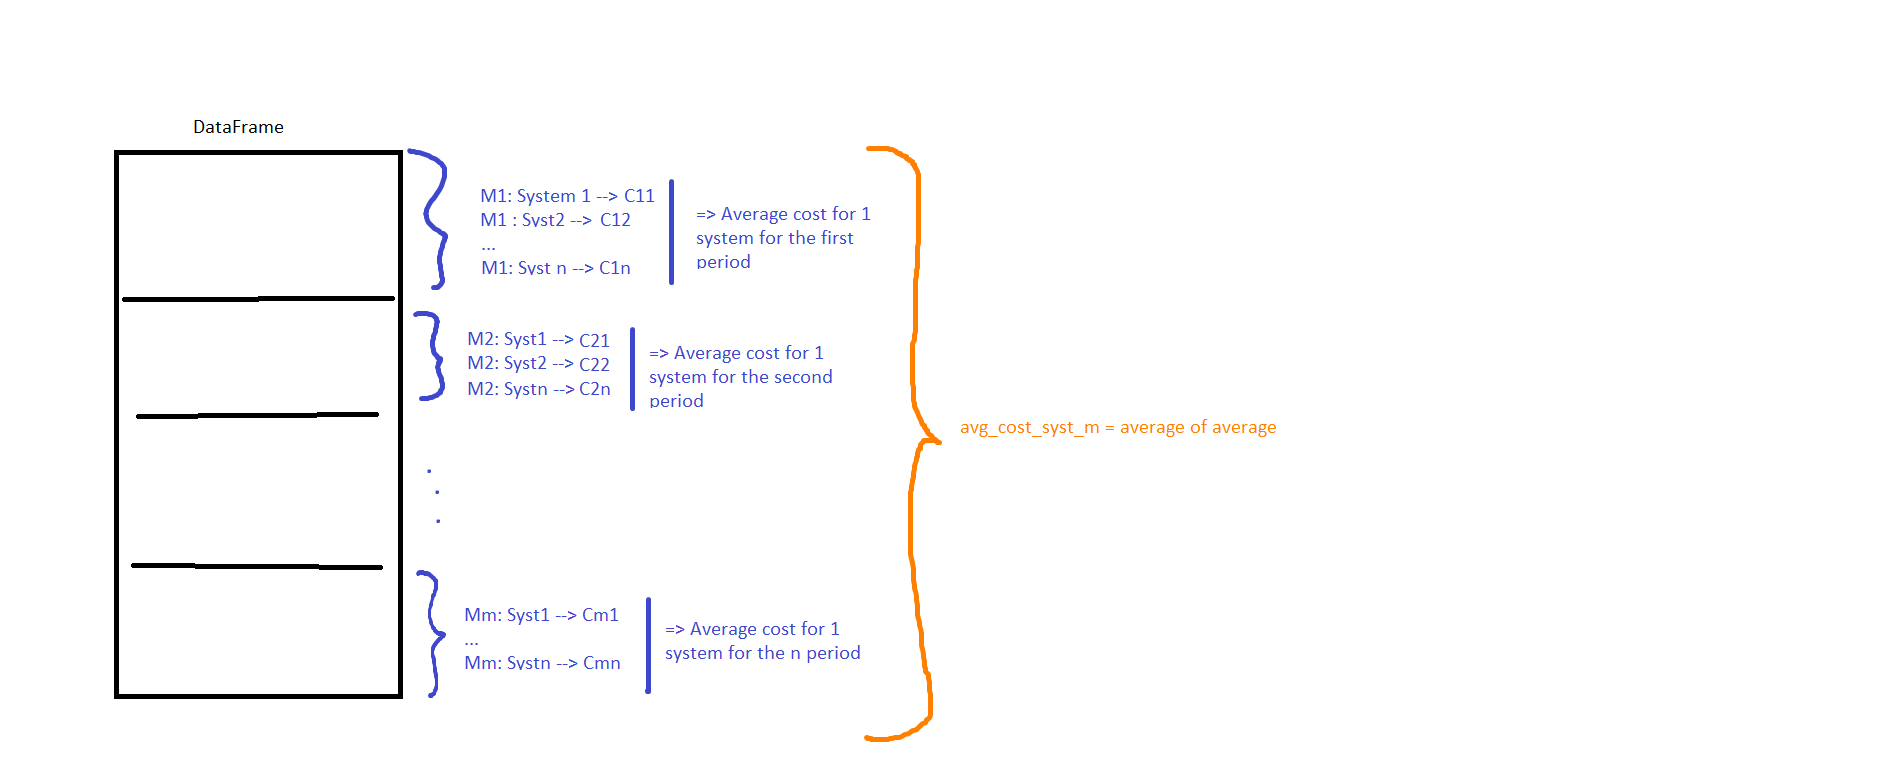 DataFrame
M1: System 1 --> C11
M1 : Syst2 --> C12
...
M1: Syst n --> C1n
=> Average cost for 1
system for the first
period
M2: Syst1 --> C21
M2: Syst2 --> C22
M2: Systn --> C2n
=> Average cost for 1
system for the second
period
avg_cost_syst_m = average of average
Mm: Syst1 --> Cm1
...
Mm: Systn --> Cmn
=> Average cost for 1
system for the n period